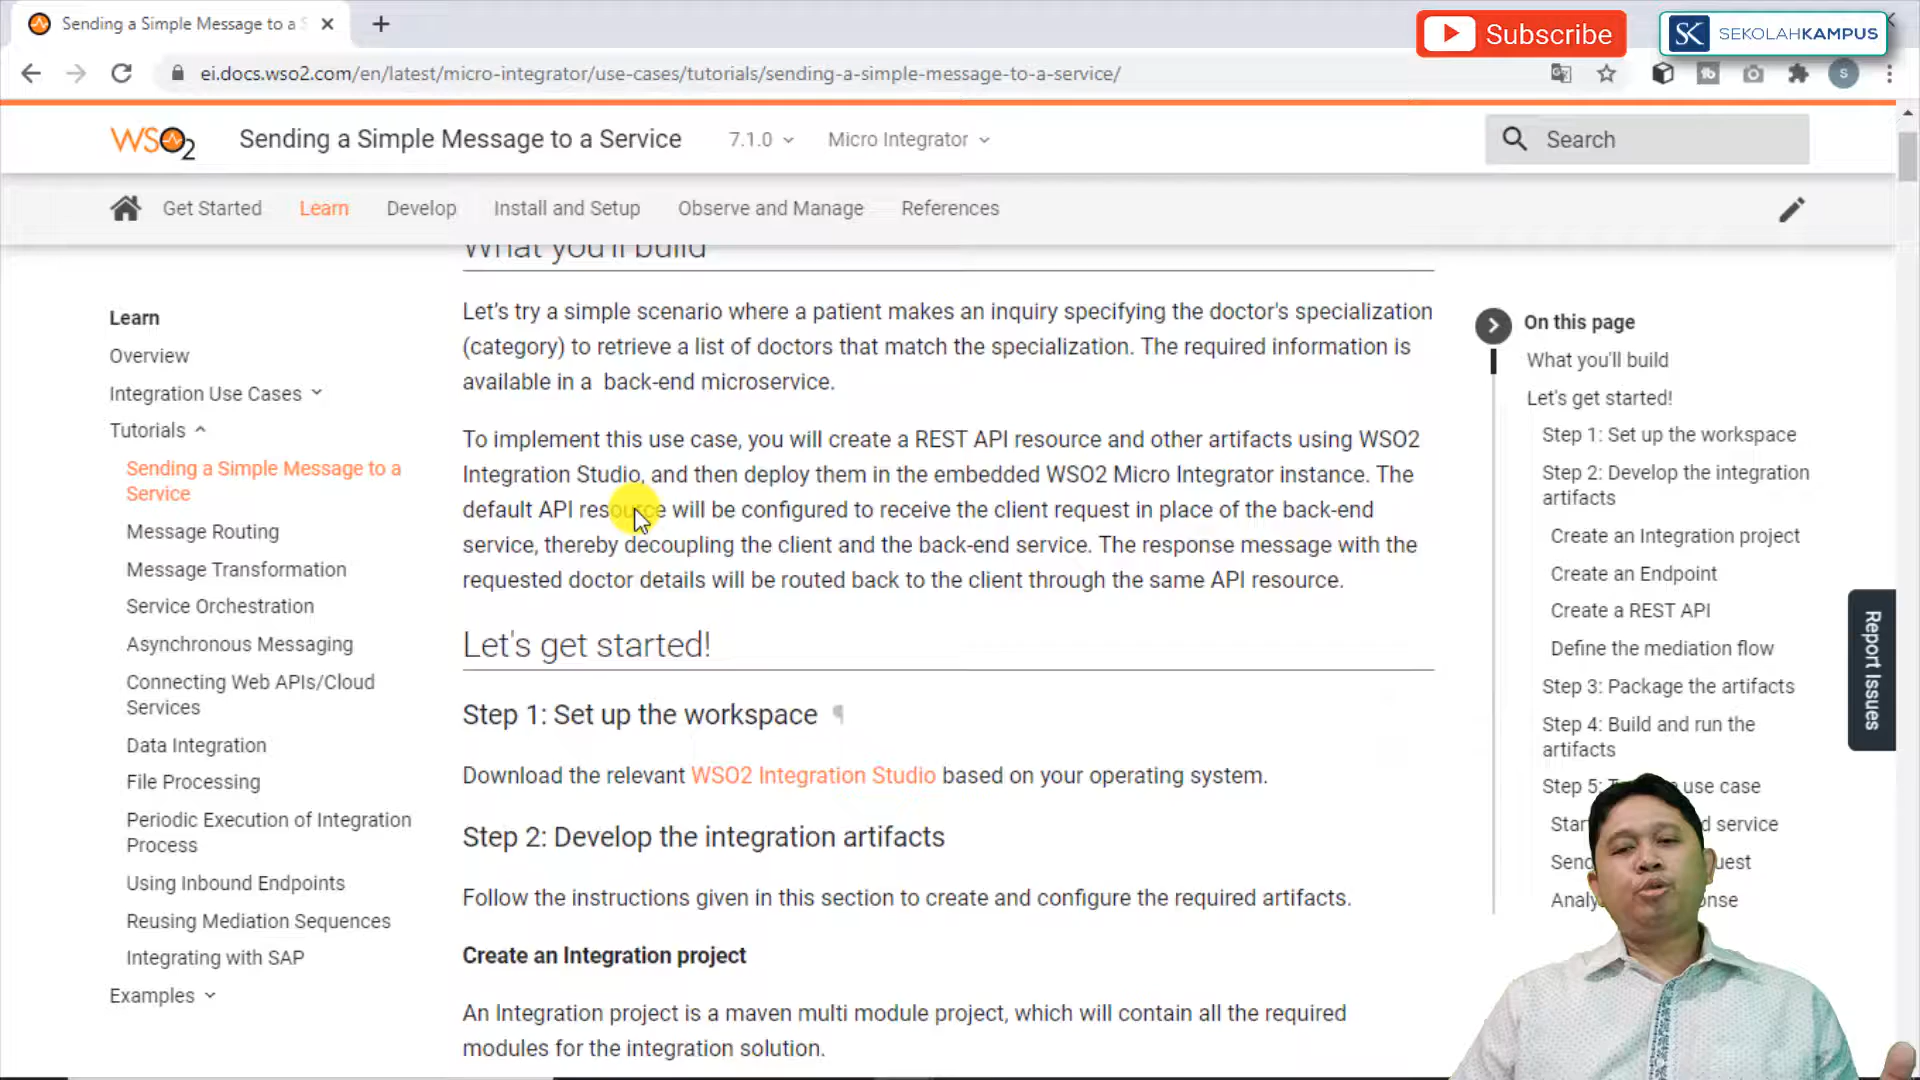 Sending a Simple Message to a S
Subscribe
SK SEKOLAHKAMPUS
ei.docs.wso2.com/en/latest/micro-integrator/use-cases/tutorials/sending-a-simple-message-to-a-service/
S
WSO2
Sending a Simple Message to a Service
7.1.0
Micro Integrator
Search
Get Started
Learn
Develop
Install and Setup
Observe and Manage
References
What you'll build
Learn
Overview
Integration Use Cases
Tutorials
Sending a Simple Message to a
Service
Message Routing
Message Transformation
Service Orchestration
Asynchronous Messaging
Connecting Web APIs/Cloud
Services
Data Integration
File Processing
Periodic Execution of Integration
Process
Using Inbound Endpoints
Reusing Mediation Sequences
Integrating with SAP
Examples
Let's try a simple scenario where a patient makes an inquiry specifying the doctor's specialization
(category) to retrieve a list of doctors that match the specialization. The required information is
available in a back-end microservice.
To implement this use case, you will create a REST API resource and other artifacts using WSO2
Integration Studio, and then deploy them in the embedded WSO2 Micro Integrator instance. The
default API resource will be configured to receive the client request in place of the back-end
service, thereby decoupling the client and the back-end service. The response message with the
requested doctor details will be routed back to the client through the same API resource.
Let's get started!
Step 1: Set up the workspace ¶
Download the relevant WSO2 Integration Studio based on your operating system.
Step 2: Develop the integration artifacts
Follow the instructions given in this section to create and configure the required artifacts.
Create an Integration project
An Integration project is a maven multi module project, which will contain all the required
modules for the integration solution.
On this page
What you'll build
Let's get started!
Step 1: Set up the workspace
Step 2: Develop the integration
artifacts
Create an Integration project
Create an Endpoint
Create a REST API
Define the mediation flow
Step 3: Package the artifacts
Step 4: Build and run the
artifacts
Step 5: use case
d service
Report Issues